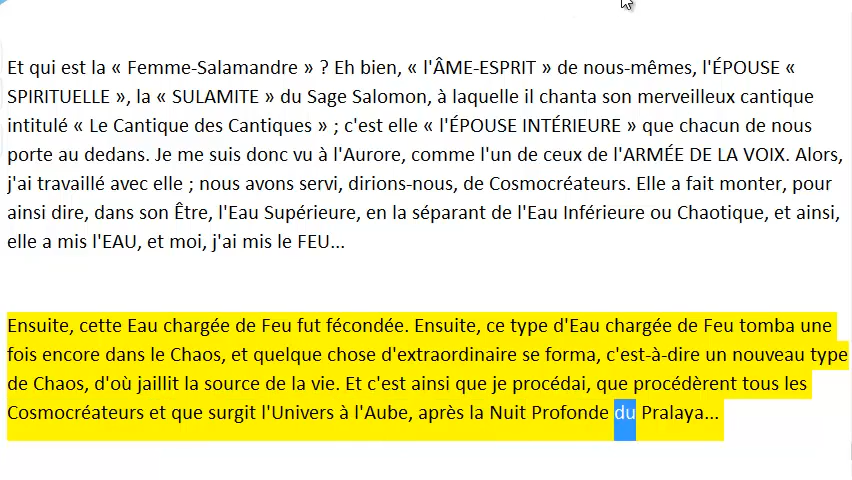 Et qui est la « Femme-Salamandre » ? Eh bien, « l'ÂME-ESPRIT » de nous-mêmes, l'ÉPOUSE «
SPIRITUELLE », la « SULAMITE » du Sage Salomon, à laquelle il chanta son merveilleux cantique
intitulé « Le Cantique des Cantiques » ; c'est elle « l'ÉPOUSE INTÉRIEURE » que chacun de nous
porte au dedans. Je me suis donc vu à l'Aurore, comme l'un de ceux de l'ARMÉE DE LA VOIX. Alors,
j'ai travaillé avec elle ; nous avons servi, dirions-nous, de Cosmocréateurs. Elle a fait monter, pour
ainsi dire, dans son Être, l'Eau Supérieure, en la séparant de l'Eau Inférieure ou Chaotique, et ainsi,
elle a mis l'EAU, et moi, j'ai mis le FEU...
Ensuite, cette Eau chargée de Feu fut fécondée. Ensuite, ce type d'Eau chargée de Feu tomba une
fois encore dans le Chaos, et quelque chose d'extraordinaire se forma, c'est-à-dire un nouveau type
de Chaos, d'où jaillit la source de la vie. Et c'est ainsi que je procédai, que procédèrent tous les
Cosmocréateurs et que surgit l'Univers à l'Aube, après la Nuit Profonde du Pralaya...